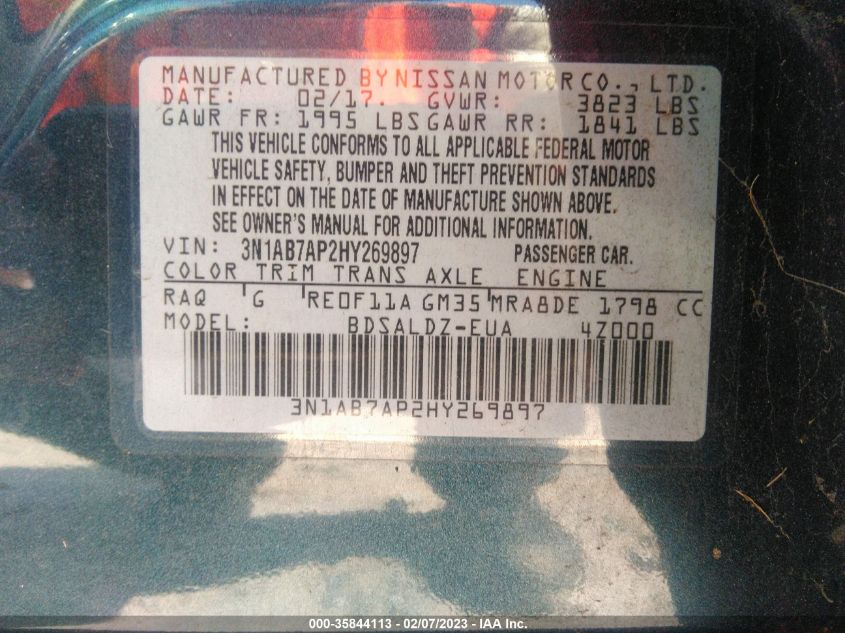 MANUFACTURED BY NISSAN MOTOR CO., LTD.
DATE: 02/17. GVWR: 3823 LBS
GAWR FR: 1995 LBS GAWR RR: 1841 LBS
THIS VEHICLE CONFORMS TO ALL APPLICABLE FEDERAL MOTOR
VEHICLE SAFETY, BUMPER AND THEFT PREVENTION STANDARDS
IN EFFECT ON THE DATE OF MANUFACTURE SHOWN ABOVE.
SEE OWNER'S MANUAL FOR ADDITIONAL INFORMATION.
VIN: 3N1AB7AP2HY269897 PASSENGER CAR.
COLOR TRIM TRANS AXLE ENGINE
RAQ G RE0F11A GM35 MRA8DE 1798 CC
MODEL: BDSALDZ-EUA 4Z000
3N1AB7AP2HY269897
000-35844113 - 02/07/2023 - IAA Inc.